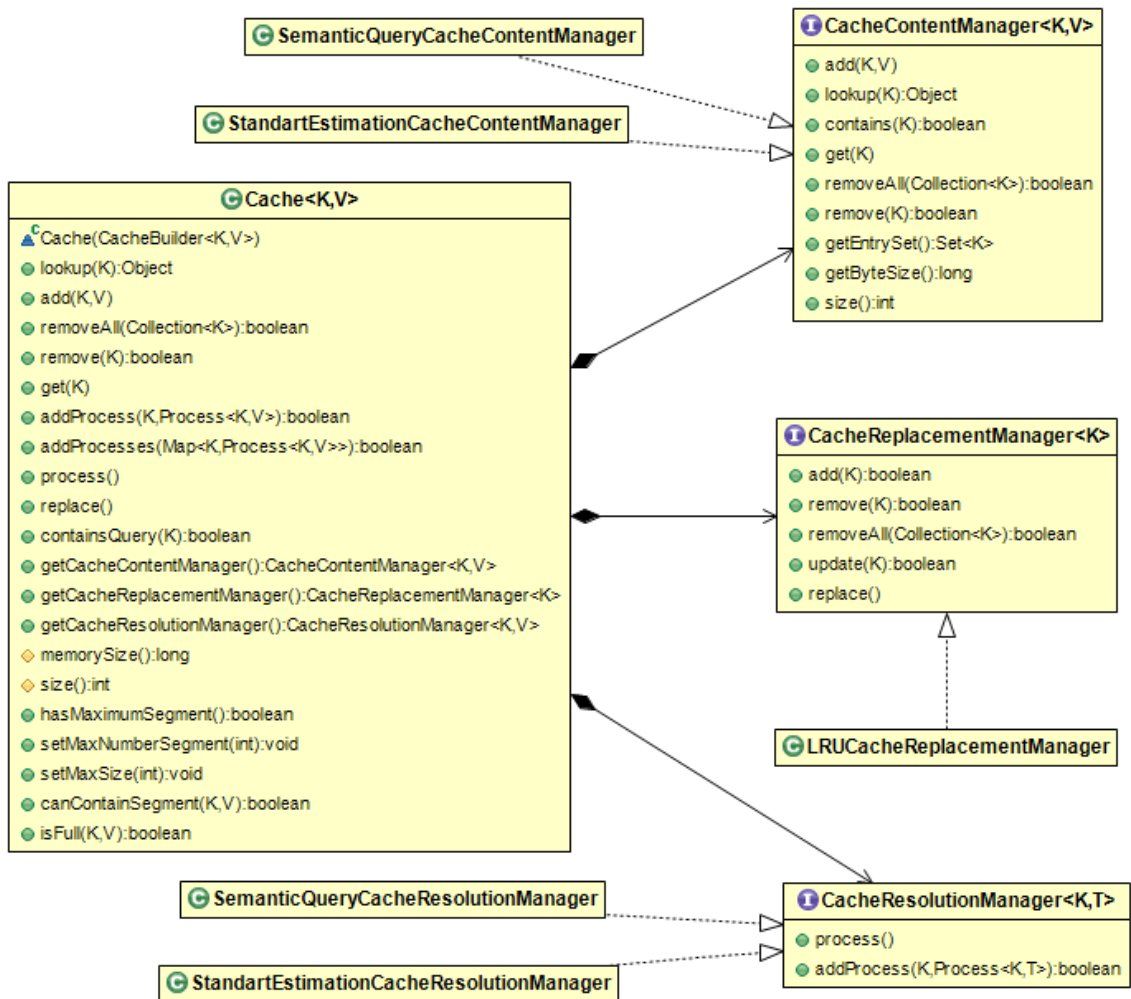 SemanticQueryCacheContentManager
StandartEstimationCacheContentManager
CacheContentManager<K,V>
add(K,V)
lookup(K):Object
contains(K):boolean
get(K)
removeAll(Collection<K>):boolean
remove(K):boolean
getEntrySet():Set<K>
getByteSize():long
size():int
Cache<K,V>
Cache(CacheBuilder<K,V>)
lookup(K):Object
add(K,V)
removeAll(Collection<K>):boolean
remove(K):boolean
get(K)
addProcess(K,Process<K,V>):boolean
addProcesses(Map<K,Process<K,V>>):boolean
process()
replace()
containsQuery(K):boolean
getCacheContentManager():CacheContentManager<K,V>
getCacheReplacementManager():CacheReplacementManager<K>
getCacheResolutionManager():CacheResolutionManager<K,V>
memorySize():long
size():int
hasMaximumSegment():boolean
setMaxNumberSegment(int):void
setMaxSize(int):void
canContainSegment(K,V):boolean
isFull(K,V):boolean
CacheReplacementManager<K>
add(K):boolean
remove(K):boolean
removeAll(Collection<K>):boolean
update(K):boolean
replace()
LRUCacheReplacementManager
SemanticQueryCacheResolutionManager
StandartEstimationCacheResolutionManager
CacheResolutionManager<K,T>
process()
addProcess(K,Process<K,T>):boolean